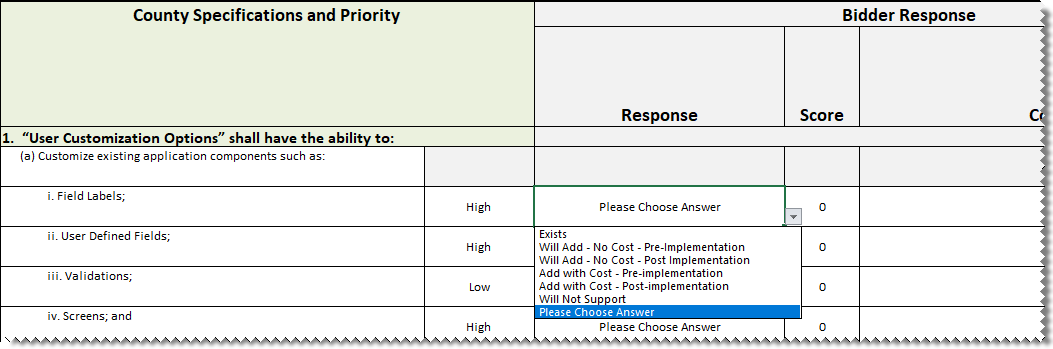 County Specifications and Priority
Bidder Response
Response
Score
1. “User Customization Options” shall have the ability to:
(a) Customize existing application components such as:
i. Field Labels;
High
Please Choose Answer
0
ii. User Defined Fields;
High
0
iii. Validations;
Low
0
iv. Screens; and
High
Please Choose Answer
0
Exists
Will Add - No Cost - Pre-Implementation
Will Add - No Cost - Post Implementation
Add with Cost - Pre-implementation
Add with Cost - Post-implementation
Will Not Support
Please Choose Answer